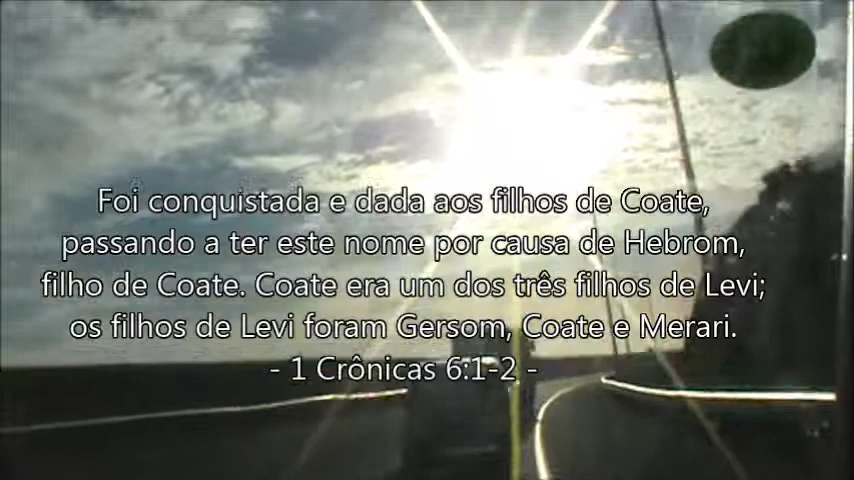 Foi conquistada e dada aos filhos de Coate,
passando a ter este nome por causa de Hebrom,
filho de Coate. Coate era um dos três filhos de Levi;
os filhos de Levi foram Gersom, Coate e Merari.
- 1 Crônicas 6:1-2 -